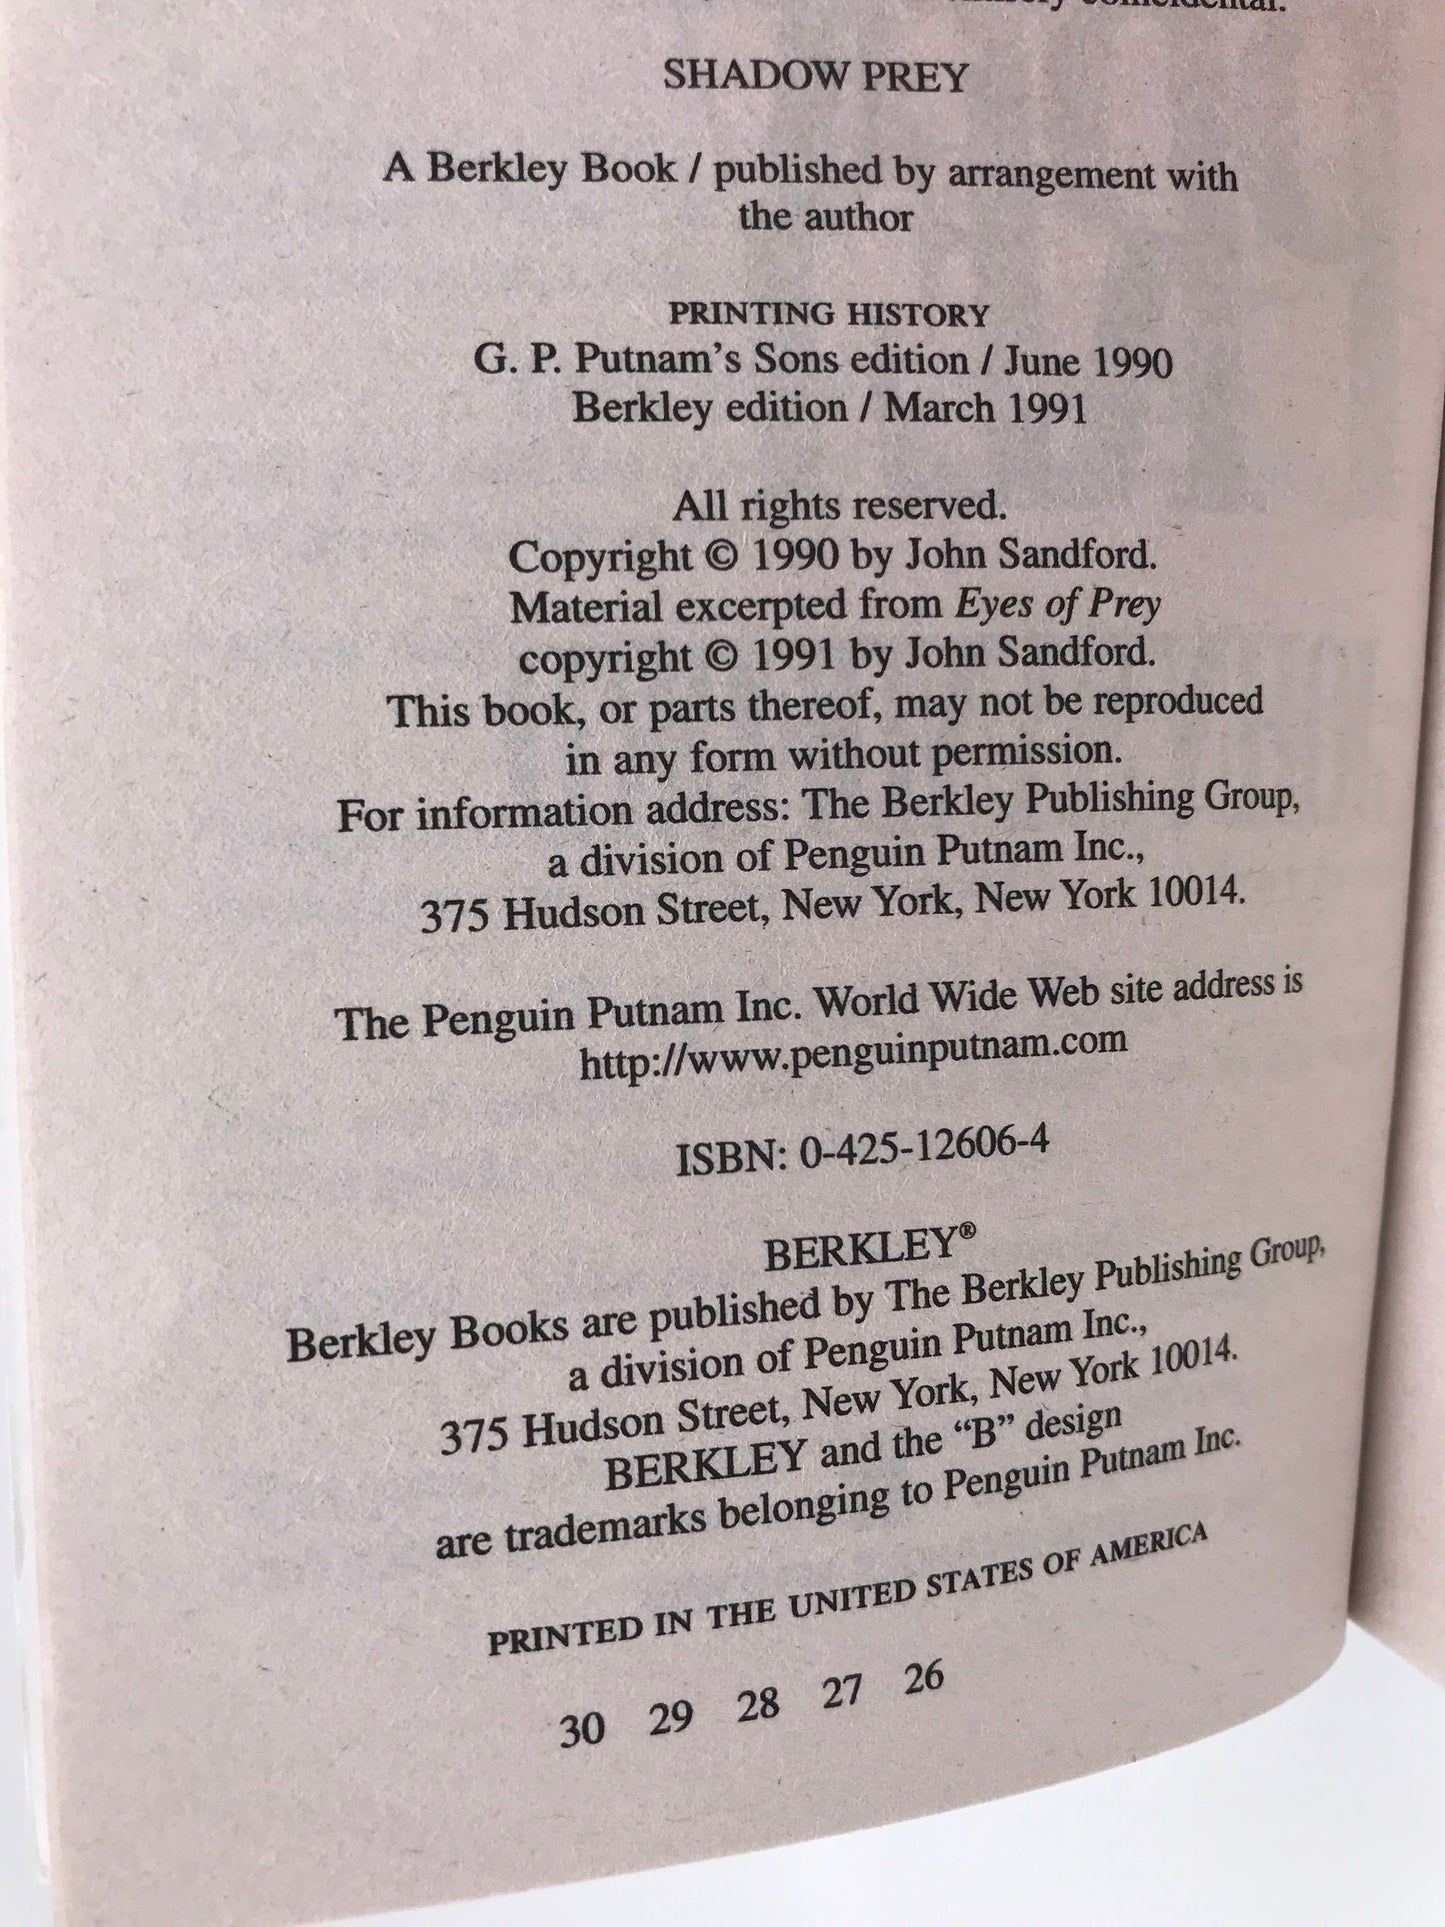 coincidental.
SHADOW PREY
A Berkley Book / published by arrangement with
the author
PRINTING HISTORY
G. P. Putnam's Sons edition / June 1990
Berkley edition / March 1991
All rights reserved.
Copyright © 1990 by John Sandford.
Material excerpted from Eyes of Prey
copyright © 1991 by John Sandford.
This book, or parts thereof, may not be reproduced
in any form without permission.
For information address: The Berkley Publishing Group,
a division of Penguin Putnam Inc.,
375 Hudson Street, New York, New York 10014.
The Penguin Putnam Inc. World Wide Web site address is
http://www.penguinputnam.com
ISBN: 0-425-12606-4
BERKLEY®
Berkley Books are published by The Berkley Publishing Group,
a division of Penguin Putnam Inc.,
375 Hudson Street, New York, New York 10014.
BERKLEY and the “B” design
are trademarks belonging to Penguin Putnam Inc.
PRINTED IN THE UNITED STATES OF AMERICA
30 29 28 27 26